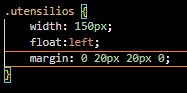 .utensilios {
    width: 150px;
    float:left;
    margin: 0 20px 20px 0;
}